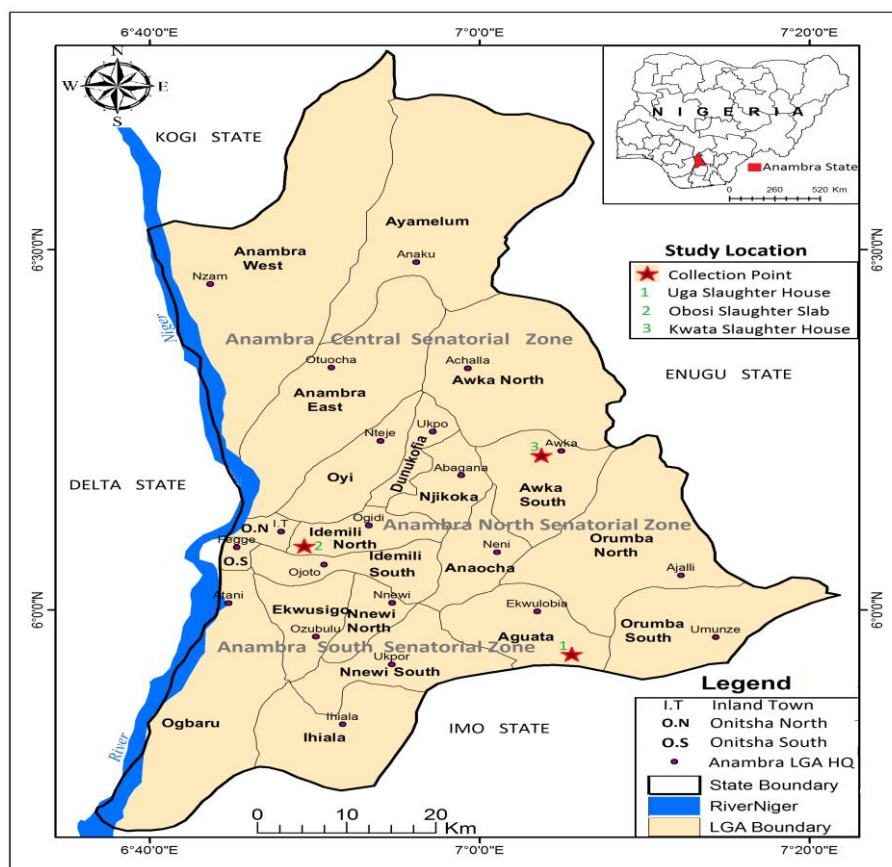 6°40'0"E
7°0'0"E
7°20'0"E
N
W
E
S
KOGI STATE
NIGERIA
Anambra State
0 260 520 Km
6°30'0"N
6°30'0"N
Study Location
Collection Point
1 Uga Slaughter House
2 Obosi Slaughter Slab
3 Kwata Slaughter House
Ayamelum
Anaku
Anambra
West
Nzam
Niger
Anambra Central Senatorial Zone
Otuocha
Anambra
East
Achalla
Awka North
ENUGU STATE
Nteje
Ukpo
Dunukofia
Oyi
Abagana
Njikoka
3
Awka
Awka
South
DELTA STATE
O.N
I.T
Ogidi
Idemili
North
2
Fegge
O.S
Anambra North Senatorial Zone
Orumba
North
Idemili
South
Ojoto
Neni
Anaocha
Ajalli
6°0'0"N
6°0'0"N
Atani
Ekwusigo
Nnewi
Nnewi
North
Ozubulu
Ekwulobia
Aguata
1
Orumba
South
Umunze
Anambra South Senatorial Zone
Ukpor
Nnewi South
Ogbaru
Ihiala
Ihiala
IMO STATE
River
Legend
I.T Inland Town
O.N Onitsha North
O.S Onitsha South
Anambra LGA HQ
State Boundary
RiverNiger
LGA Boundary
0 10 20
Km
6°40'0"E
7°0'0"E
7°20'0"E